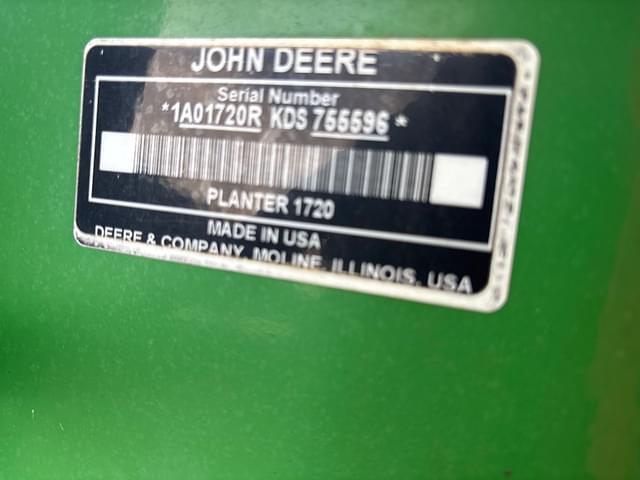 JOHN DEERE
Serial Number
*1A01720R KDS 755596*
PLANTER 1720
MADE IN USA
DEERE & COMPANY, MOLINE, ILLINOIS, USA